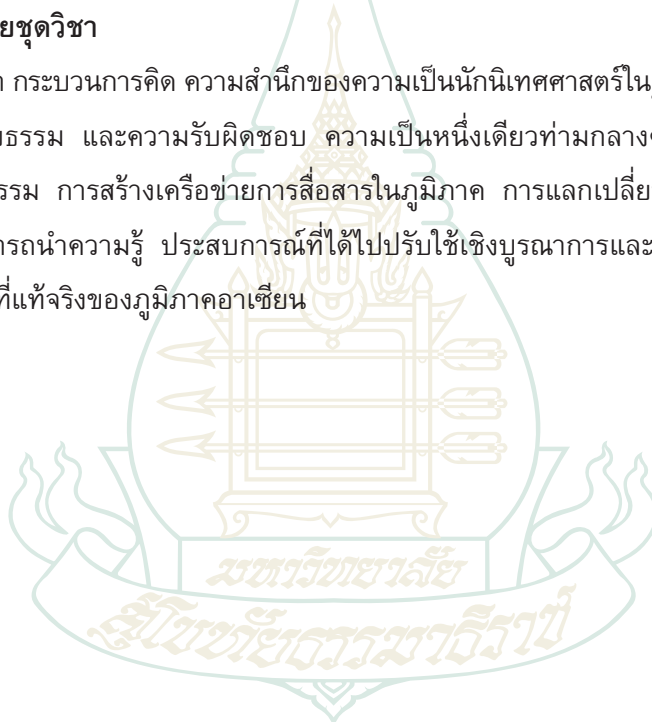 ยชุดวิชา
กระบวนการคิด ความสำนึกของความเป็นนักนิเทศศาสตร์ใน
ธรรม และความรับผิดชอบ ความเป็นหนึ่งเดียวท่ามกลาง
รรม การสร้างเครือข่ายการสื่อสารในภูมิภาค การแลกเปลี่ย
ารถนำความรู้ ประสบการณ์ที่ได้ไปปรับใช้เชิงบูรณาการและ
ที่แท้จริงของภูมิภาคอาเซียน
มหาวิทยาลัย
สุโขทัยธรรมาธิราช